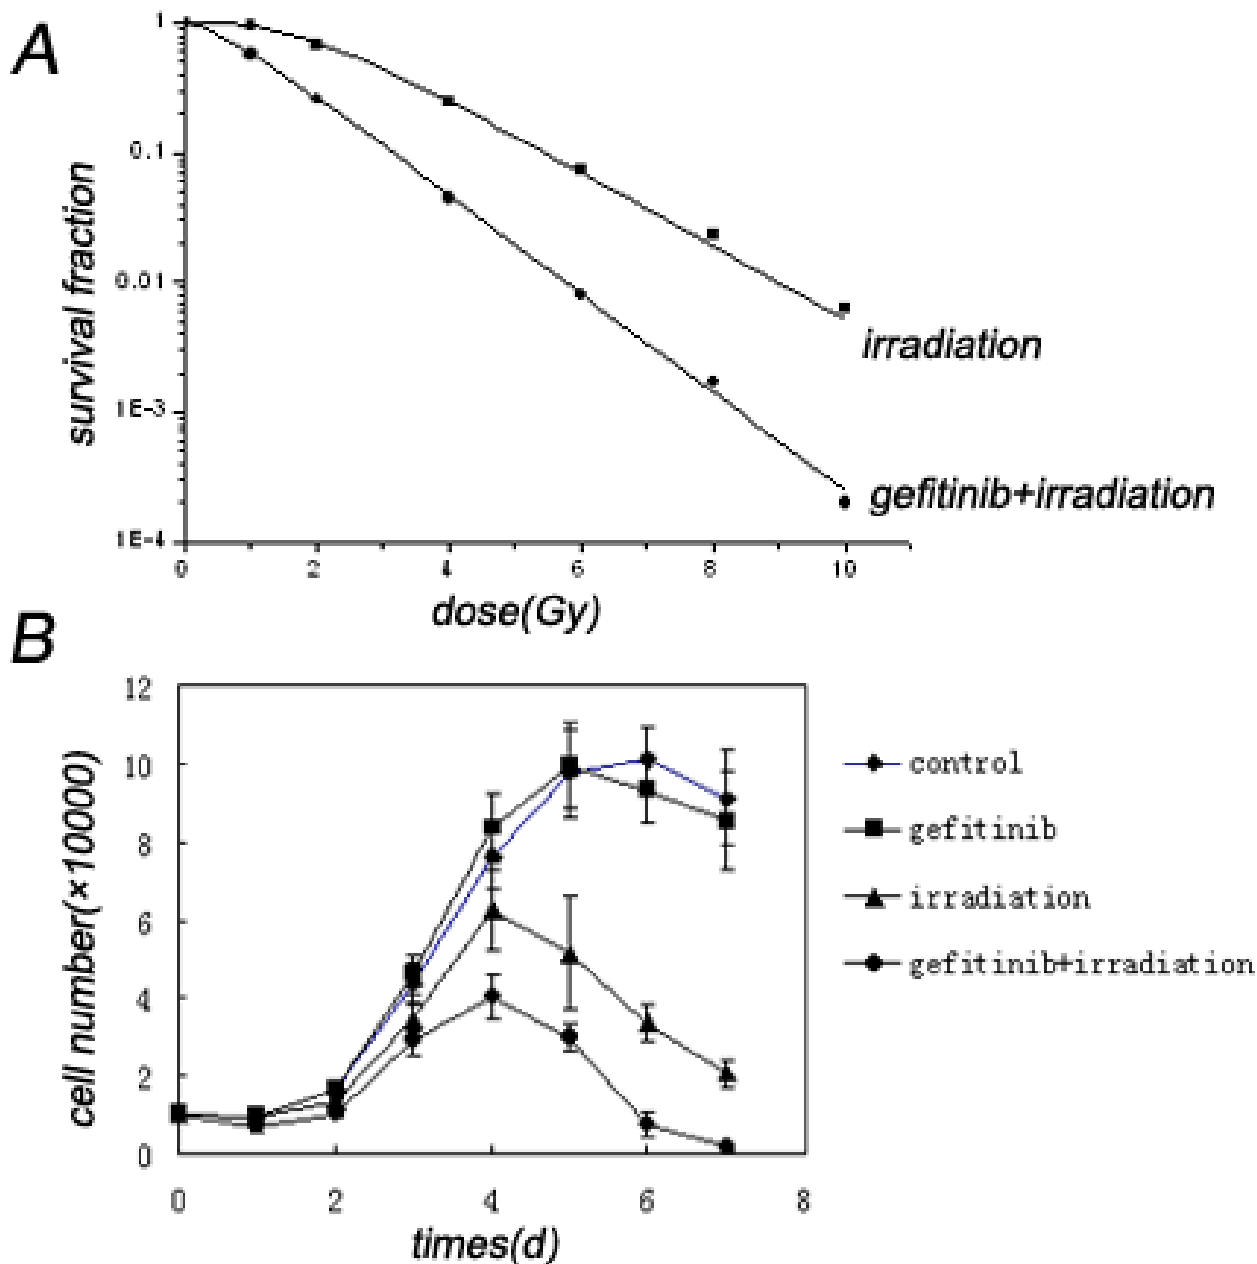 A
1
0.1
0.01
1E-3
1E-4
survival fraction
irradiation
gefitinib+irradiation
0 2 4 6 8 10
dose(Gy)
B
12
10
8
6
4
2
0
cell number(×10000)
control
gefitinib
irradiation
gefitinib+irradiation
0 2 4 6 8
times(d)